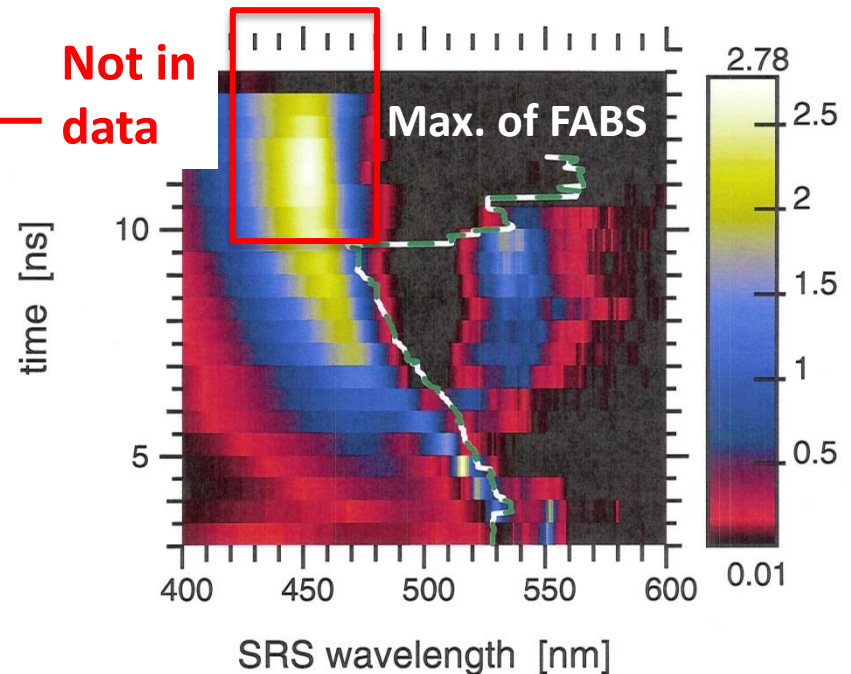 Not in
data
Max. of FABS
2.78
2.5
2
1.5
1
0.5
0.01
time [ns]
10
5
400 450 500 550 600
SRS wavelength [nm]